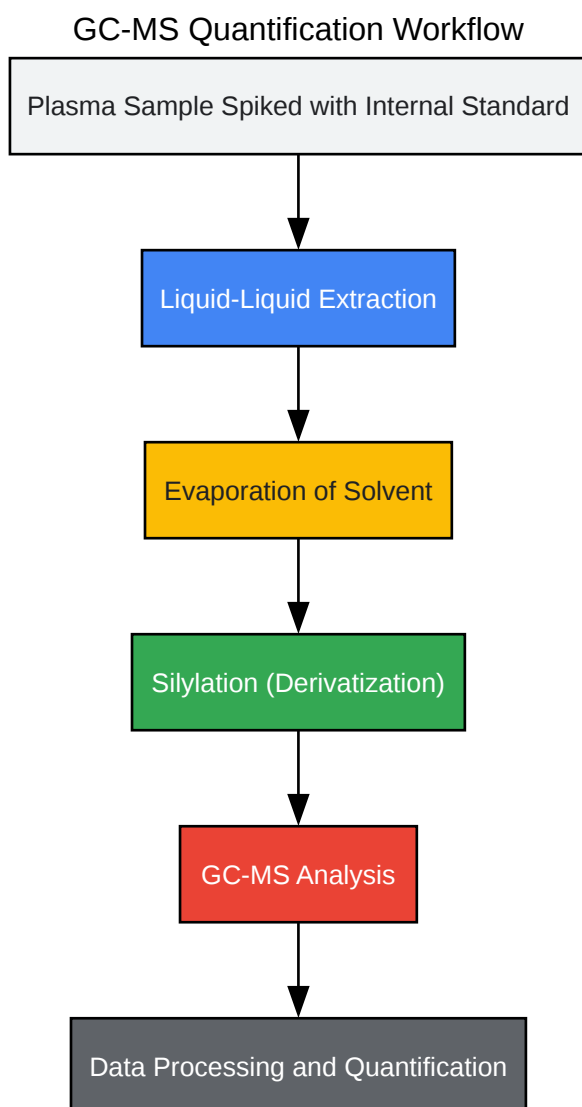 GC-MS Quantification Workflow
Plasma Sample Spiked with Internal Standard
Liquid-Liquid Extraction
Evaporation of Solvent
Silylation (Derivatization)
GC-MS Analysis
Data Processing and Quantification